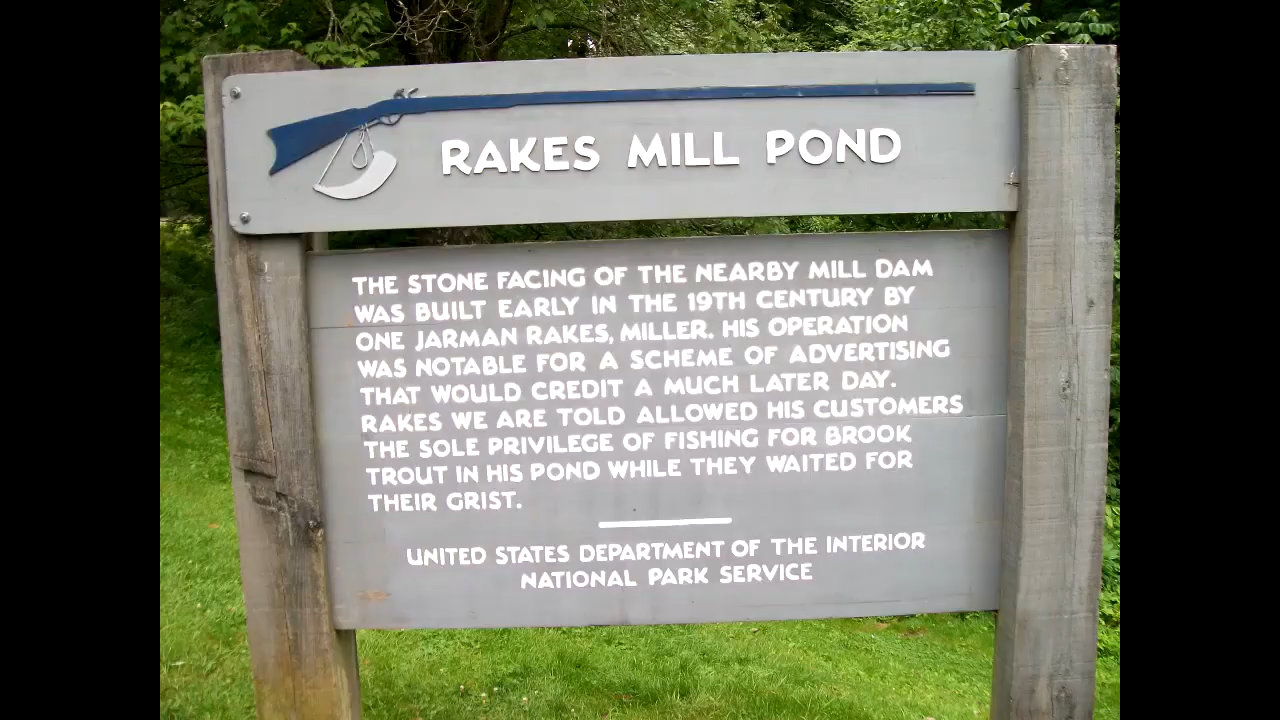 RAKES MILL POND
THE STONE FACING OF THE NEARBY MILL DAM
WAS BUILT EARLY IN THE 19TH CENTURY BY
ONE JARMAN RAKES, MILLER. HIS OPERATION
WAS NOTABLE FOR A SCHEME OF ADVERTISING
THAT WOULD CREDIT A MUCH LATER DAY.
RAKES WE ARE TOLD ALLOWED HIS CUSTOMERS
THE SOLE PRIVILEGE OF FISHING FOR BROOK
TROUT IN HIS POND WHILE THEY WAITED FOR
THEIR GRIST.
UNITED STATES DEPARTMENT OF THE INTERIOR
NATIONAL PARK SERVICE